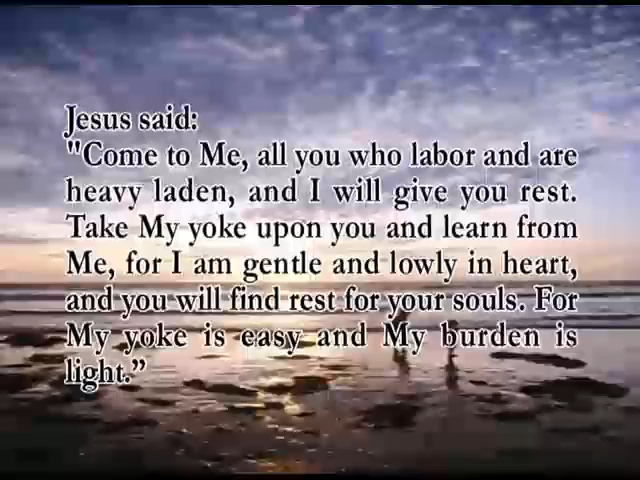 Jesus said:
"Come to Me, all you who labor and are
heavy laden, and I will give you rest.
Take My yoke upon you and learn from
Me, for I am gentle and lowly in heart,
and you will find rest for your souls. For
My yoke is easy and My burden is
light.”